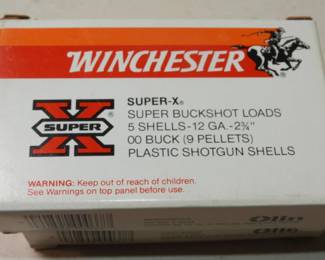 WINCHESTER
SUPER-X®
SUPER BUCKSHOT LOADS
5 SHELLS-12 GA.-2¾"
00 BUCK (9 PELLETS)
PLASTIC SHOTGUN SHELLS
X
SUPER
WARNING: Keep out of reach of children.
See Warnings on top panel before use.
Olin